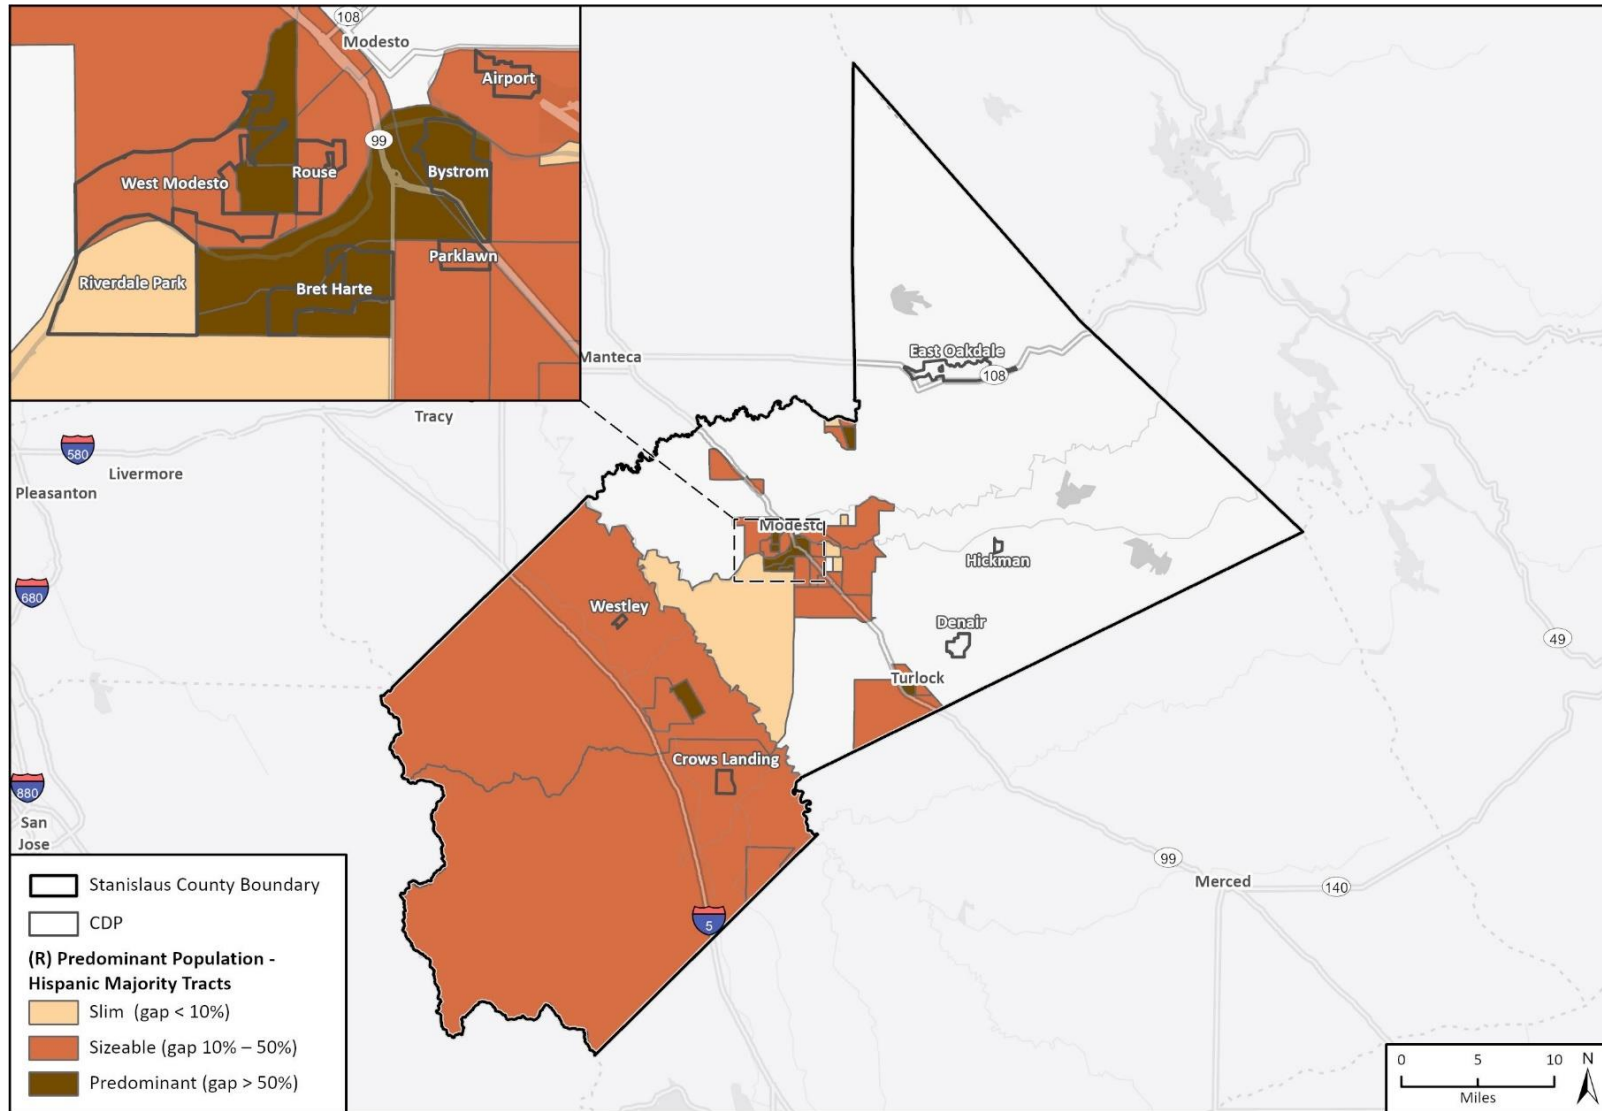 108
Modesto
Airport
99
West Modesto
Rouse
Bystrom
Parklawn
Riverdale Park
Bret Harte
Manteca
Tracy
580
Livermore
Pleasanton
East Oakdale
108
Modesto
Hickman
680
Westley
Denair
49
Turlock
Crows Landing
880
San
Jose
99
Merced
140
5
Stanislaus County Boundary
CDP
(R) Predominant Population -
Hispanic Majority Tracts
Slim (gap < 10%)
Sizeable (gap 10% – 50%)
Predominant (gap > 50%)
0 5 10
Miles
N